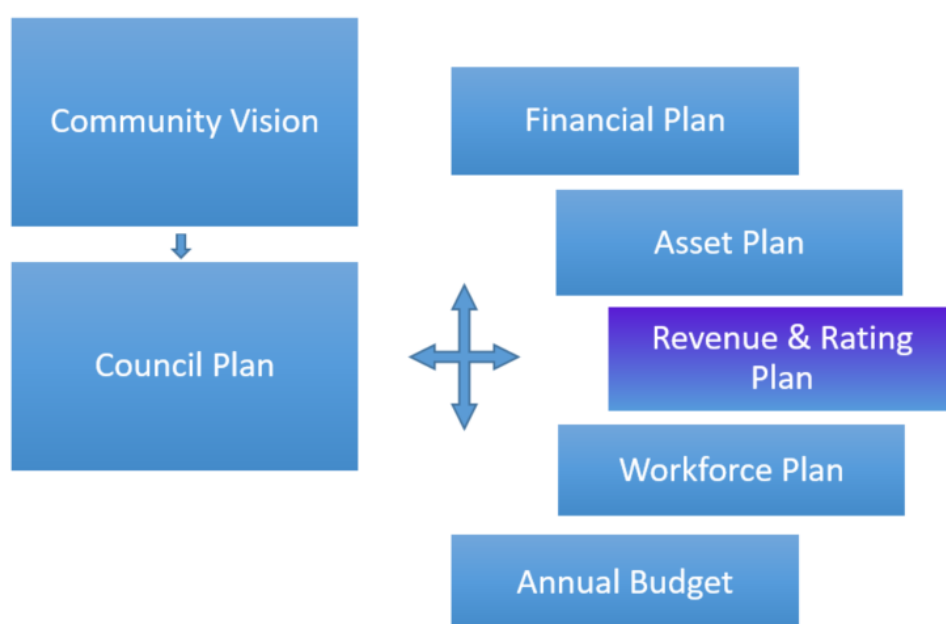 Community Vision
Council Plan
Financial Plan
Asset Plan
Revenue & Rating
Plan
Workforce Plan
Annual Budget